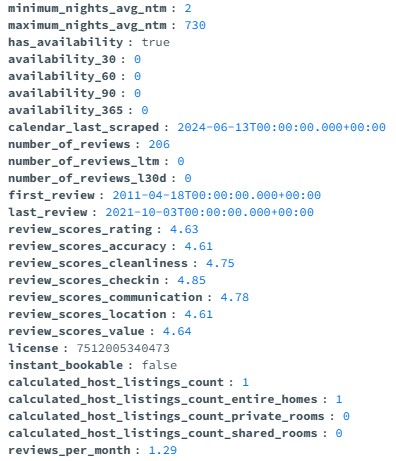 minimum_nights_avg_ntm : 2
maximum_nights_avg_ntm : 730
has_availability : true
availability_30 : 0
availability_60 : 0
availability_90 : 0
availability_365 : 0
calendar_last_scraped : 2024-06-13T00:00:00.000+00:00
number_of_reviews : 206
number_of_reviews_ltm : 0
number_of_reviews_l30d : 0
first_review : 2011-04-18T00:00:00.000+00:00
last_review : 2021-10-03T00:00:00.000+00:00
review_scores_rating : 4.63
review_scores_accuracy : 4.61
review_scores_cleanliness : 4.75
review_scores_checkin : 4.85
review_scores_communication : 4.78
review_scores_location : 4.61
review_scores_value : 4.64
license : 7512005340473
instant_bookable : false
calculated_host_listings_count : 1
calculated_host_listings_count_entire_homes : 1
calculated_host_listings_count_private_rooms : 0
calculated_host_listings_count_shared_rooms : 0
reviews_per_month : 1.29